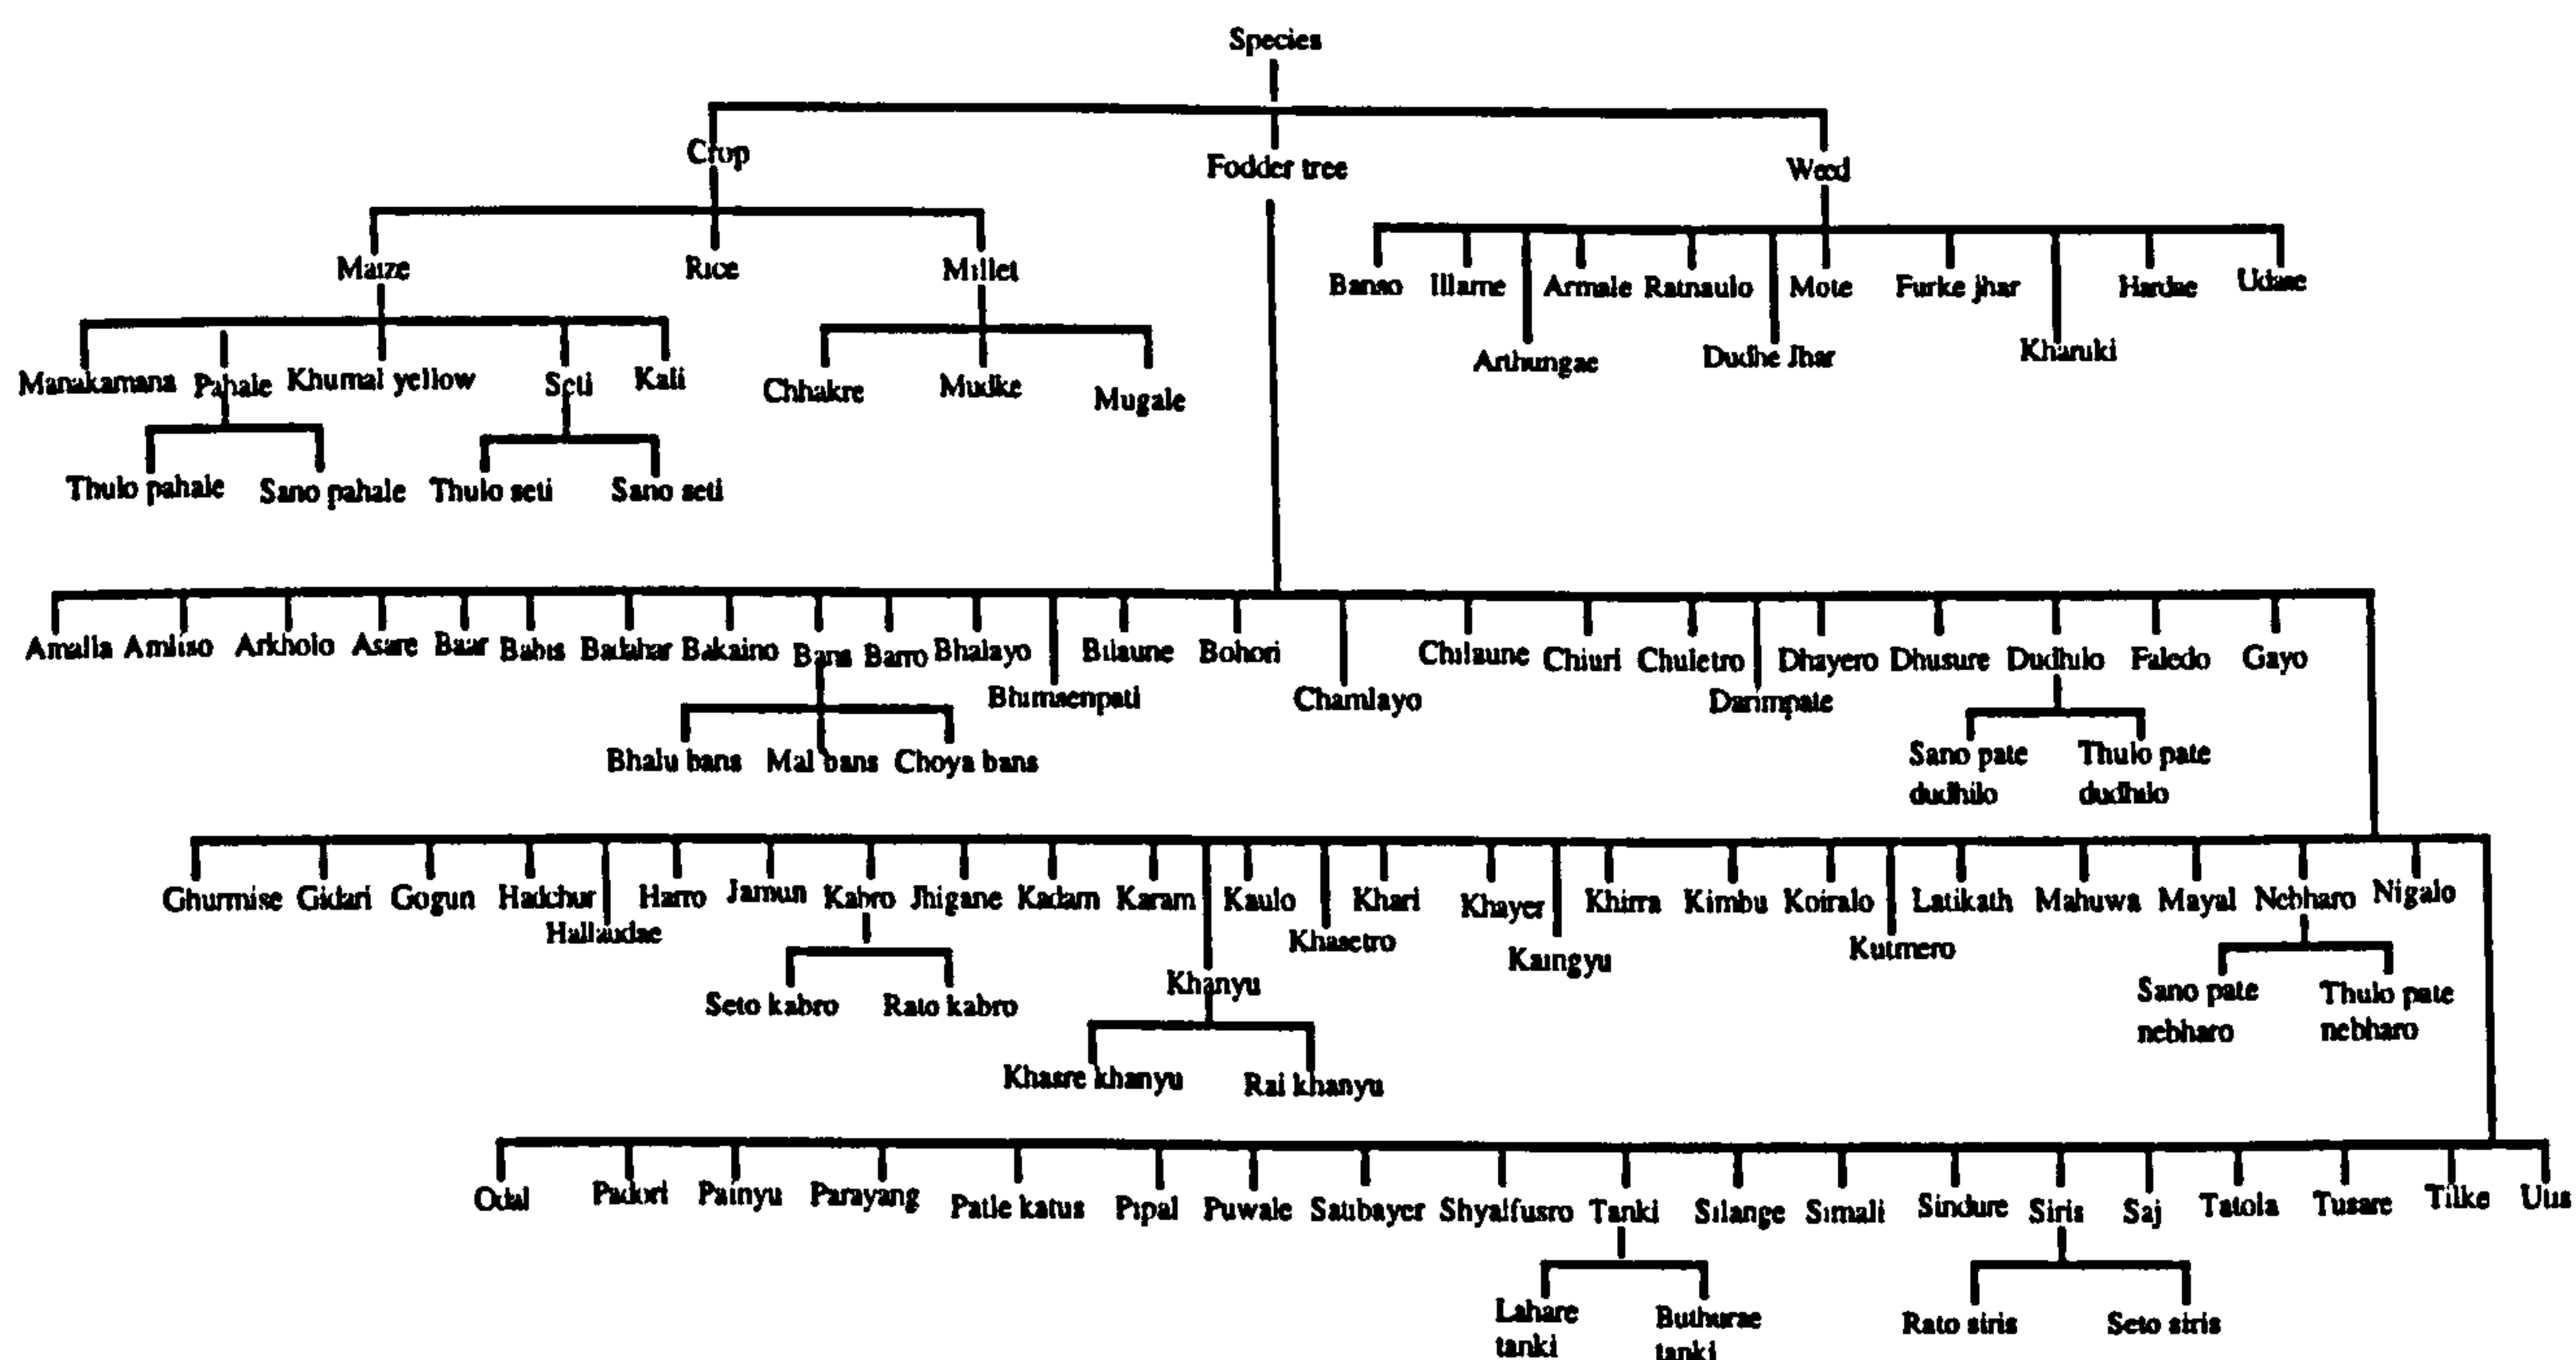 Species
Crop
Fodder tree
Weed
Maize
Rice
Millet
Banso
Illame
Armale
Ratnaulo
Mote
Furke jhar
Hardae
Udase
Arthungae
Dudhe Jhar
Kharuki
Manakamana
Pahale
Khumal yellow
Seti
Kali
Chhakre
Mudke
Mugale
Thulo pahale
Sano pahale
Thulo seti
Sano seti
Amalla
Amliso
Arkholo
Asare
Baar
Babis
Badahar
Bakaino
Bans
Barro
Bhalayo
Bilaune
Bohori
Chilaune
Chiuri
Chuletro
Dhayero
Dhusure
Dudhilo
Faledo
Gayo
Bhimsenpati
Chamlayo
Darimpate
Bhalu bans
Mal bans
Choya bans
Sano pate
dudhilo
Thulo pate
dudhilo
Ghurmise
Gidari
Gogun
Hadchur
Harro
Jamun
Kabro
Jhigane
Kadam
Karam
Kaulo
Khari
Khayer
Khirra
Kimbu
Koiralo
Latikath
Mahuwa
Mayal
Nebharo
Nigalo
Hallaudae
Khasetro
Kaingyu
Kutmero
Khanyu
Seto kabro
Rato kabro
Sano pate
nebharo
Thulo pate
nebharo
Khasre khanyu
Rai khanyu
Odal
Padori
Painyu
Parayang
Patle katus
Pipal
Puwale
Satibayer
Shyalfusro
Tanki
Silange
Simali
Sindure
Siris
Saj
Tatola
Tusare
Tilke
Utis
Lahare
tanki
Buthurae
tanki
Rato siris
Seto siris